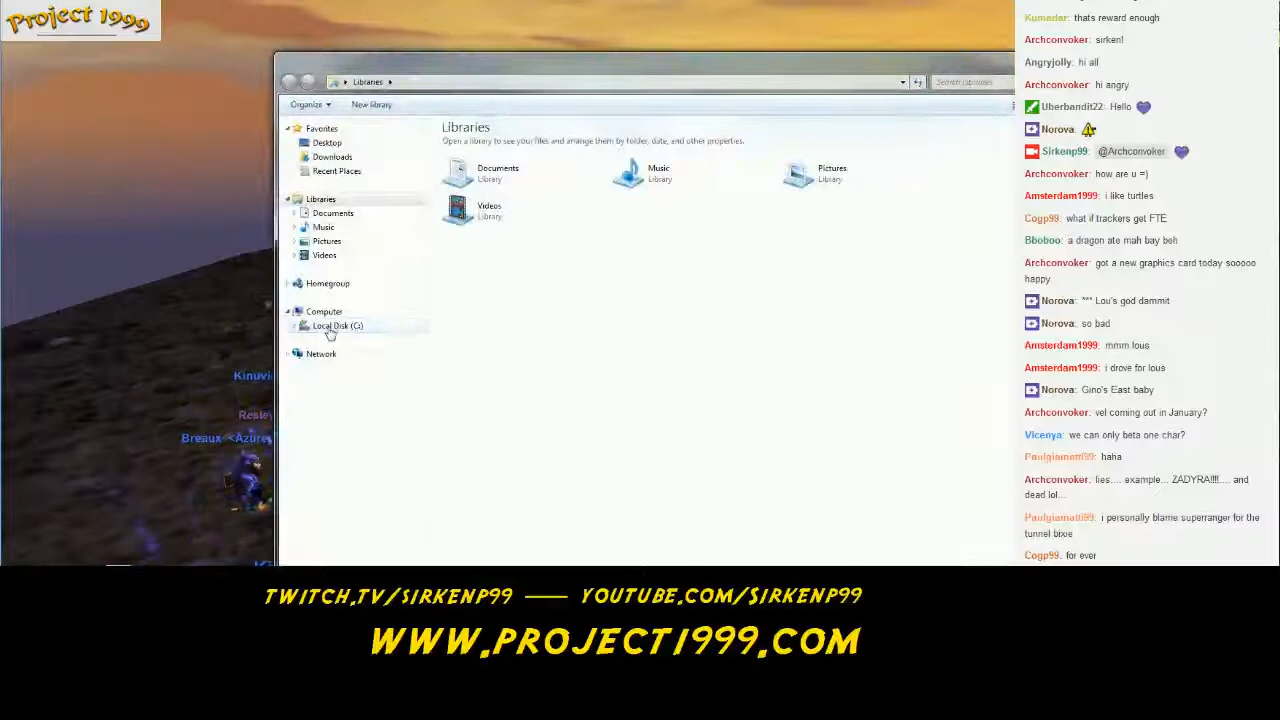 Project 1999
Libraries
Search Libraries
Organize
New library
Favorites
Desktop
Downloads
Recent Places
Libraries
Documents
Music
Pictures
Videos
Homegroup
Computer
Local Disk (C:)
Network
Libraries
Open a library to see your files and arrange them by folder, date, and other properties.
Documents
Library
Music
Library
Pictures
Library
Videos
Library
Kinuvi
Resley
Breaux <Azure
Kumadar: thats reward enough
Archconvoker: sirken!
Angryjolly: hi all
Archconvoker: hi angry
Uberbandit22: Hello
Norova:
Sirkenp99: @Archconvoker
Archconvoker: how are u =)
Amsterdam1999: i like turtles
Cogp99: what if trackers get FTE
Bboboo: a dragon ate mah bay beh
Archconvoker: got a new graphics card today sooooo
happy
Norova: *** Lou's god dammit
Norova: so bad
Amsterdam1999: mmm lous
Amsterdam1999: i drove for lous
Norova: Gino's East baby
Archconvoker: vel coming out in January?
Vicenya: we can only beta one char?
Paulgiamatti99: haha
Archconvoker: lies.... example... ZADYRA!!!!.... and
dead lol...
Paulgiamatti99: i personally blame superranger for the
tunnel bixie
Cogp99: for ever
TWITCH.TV/SIRKENP99 —— YOUTUBE.COM/SIRKENP99
WWW.PROJECT1999.COM